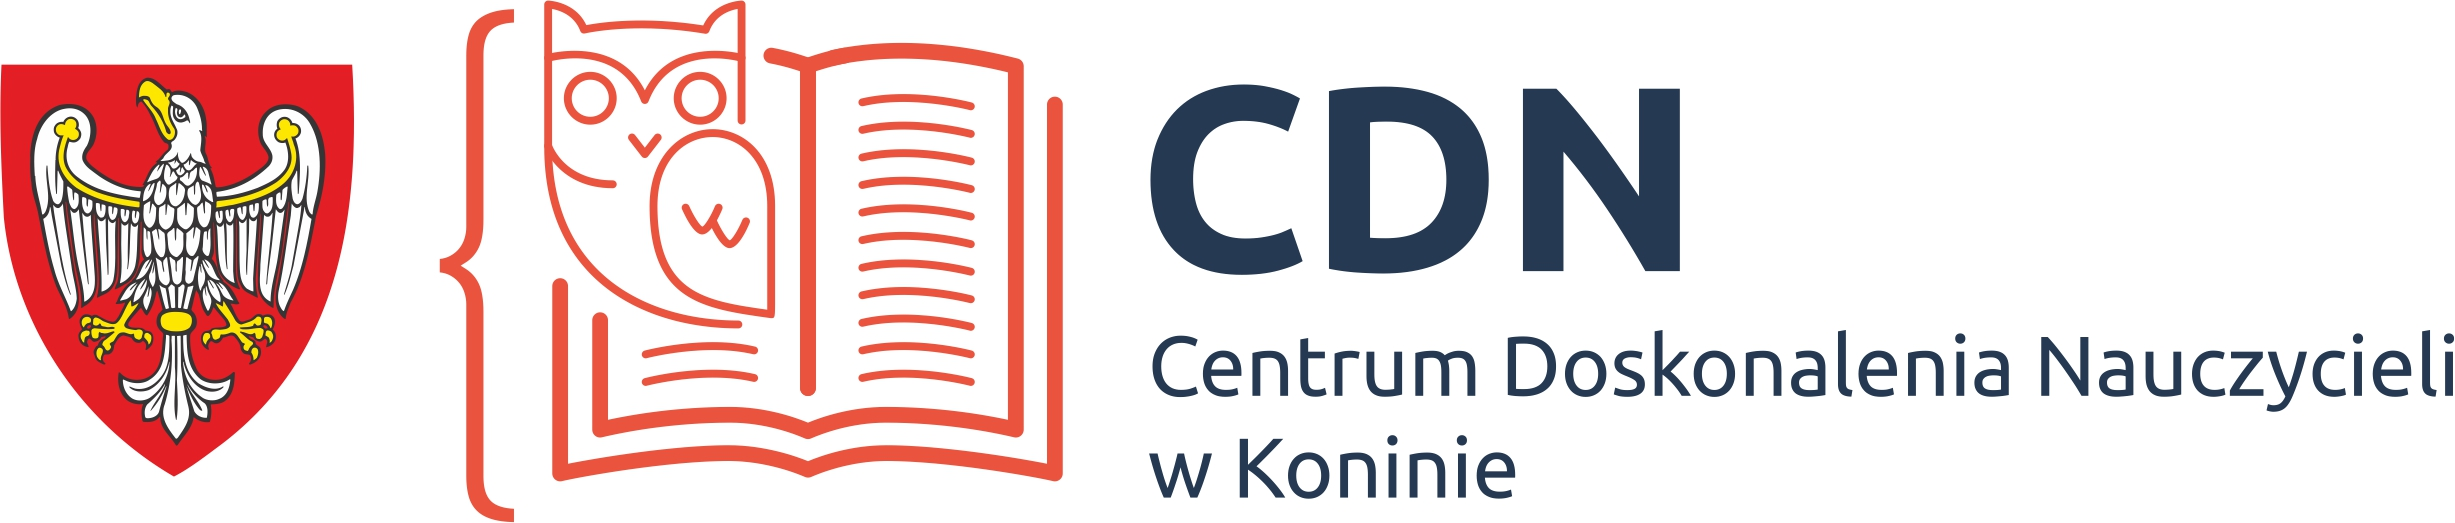 CDN
Centrum Doskonalenia Nauczycieli
w Koninie